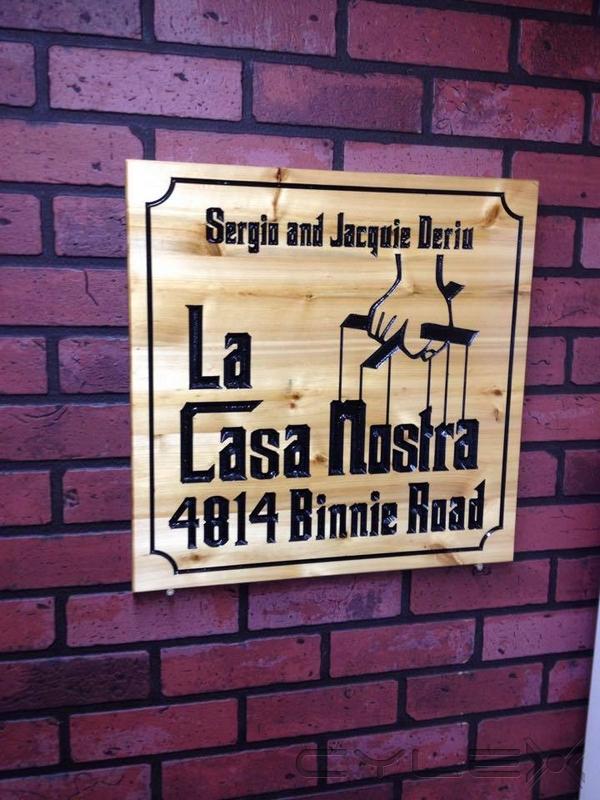 Sergio and Jacquie Deriu
La
Casa Nostra
4814 Binnie Road
CYLEX